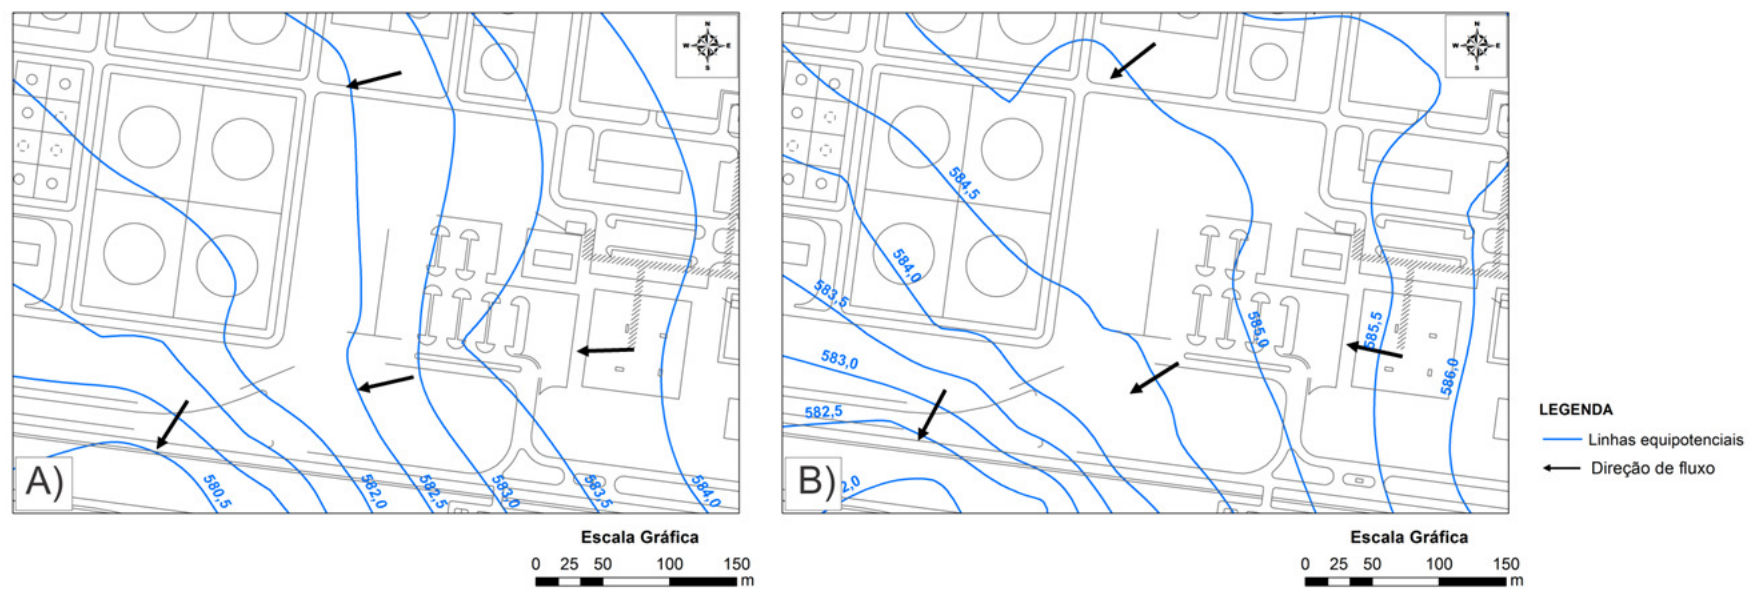 N
W E
S
580,5
582,0
582,5
583,0
583,5
584,0
A)
Escala Gráfica
0 25 50 100 150
m
N
W E
S
584,5
584,0
583,5
583,0
582,5
2,0
585,0
585,5
586,0
B)
Escala Gráfica
0 25 50 100 150
m
LEGENDA
Linhas equipotenciais
Direção de fluxo